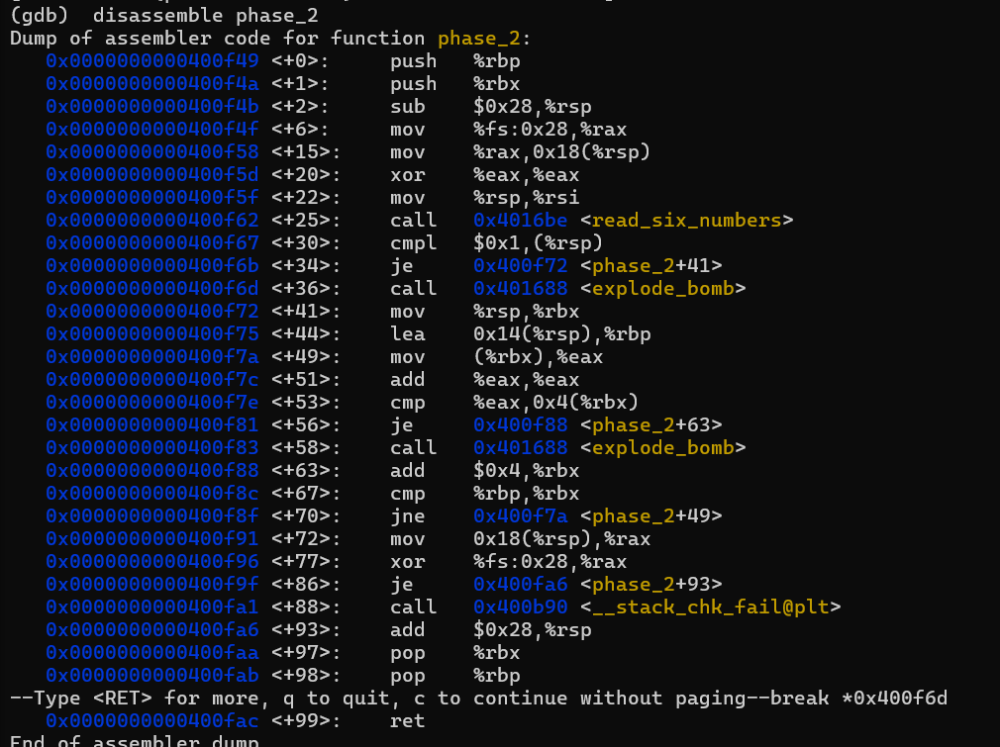 (gdb)  disassemble phase_2
Dump of assembler code for function phase_2:
   0x0000000000400f49 <+0>:     push   %rbp
   0x0000000000400f4a <+1>:     push   %rbx
   0x0000000000400f4b <+2>:     sub    $0x28,%rsp
   0x0000000000400f4f <+6>:     mov    %fs:0x28,%rax
   0x0000000000400f58 <+15>:    mov    %rax,0x18(%rsp)
   0x0000000000400f5d <+20>:    xor    %eax,%eax
   0x0000000000400f5f <+22>:    mov    %rsp,%rsi
   0x0000000000400f62 <+25>:    call   0x4016be <read_six_numbers>
   0x0000000000400f67 <+30>:    cmpl   $0x1,(%rsp)
   0x0000000000400f6b <+34>:    je     0x400f72 <phase_2+41>
   0x0000000000400f6d <+36>:    call   0x401688 <explode_bomb>
   0x0000000000400f72 <+41>:    mov    %rsp,%rbx
   0x0000000000400f75 <+44>:    lea    0x14(%rsp),%rbp
   0x0000000000400f7a <+49>:    mov    (%rbx),%eax
   0x0000000000400f7c <+51>:    add    %eax,%eax
   0x0000000000400f7e <+53>:    cmp    %eax,0x4(%rbx)
   0x0000000000400f81 <+56>:    je     0x400f88 <phase_2+63>
   0x0000000000400f83 <+58>:    call   0x401688 <explode_bomb>
   0x0000000000400f88 <+63>:    add    $0x4,%rbx
   0x0000000000400f8c <+67>:    cmp    %rbp,%rbx
   0x0000000000400f8f <+70>:    jne    0x400f7a <phase_2+49>
   0x0000000000400f91 <+72>:    mov    0x18(%rsp),%rax
   0x0000000000400f96 <+77>:    xor    %fs:0x28,%rax
   0x0000000000400f9f <+86>:    je     0x400fa6 <phase_2+93>
   0x0000000000400fa1 <+88>:    call   0x400b90 <__stack_chk_fail@plt>
   0x0000000000400fa6 <+93>:    add    $0x28,%rsp
   0x0000000000400faa <+97>:    pop    %rbx
   0x0000000000400fab <+98>:    pop    %rbp
--Type <RET> for more, q to quit, c to continue without paging--break *0x400f6d
   0x0000000000400fac <+99>:    ret
End of assembler dump.